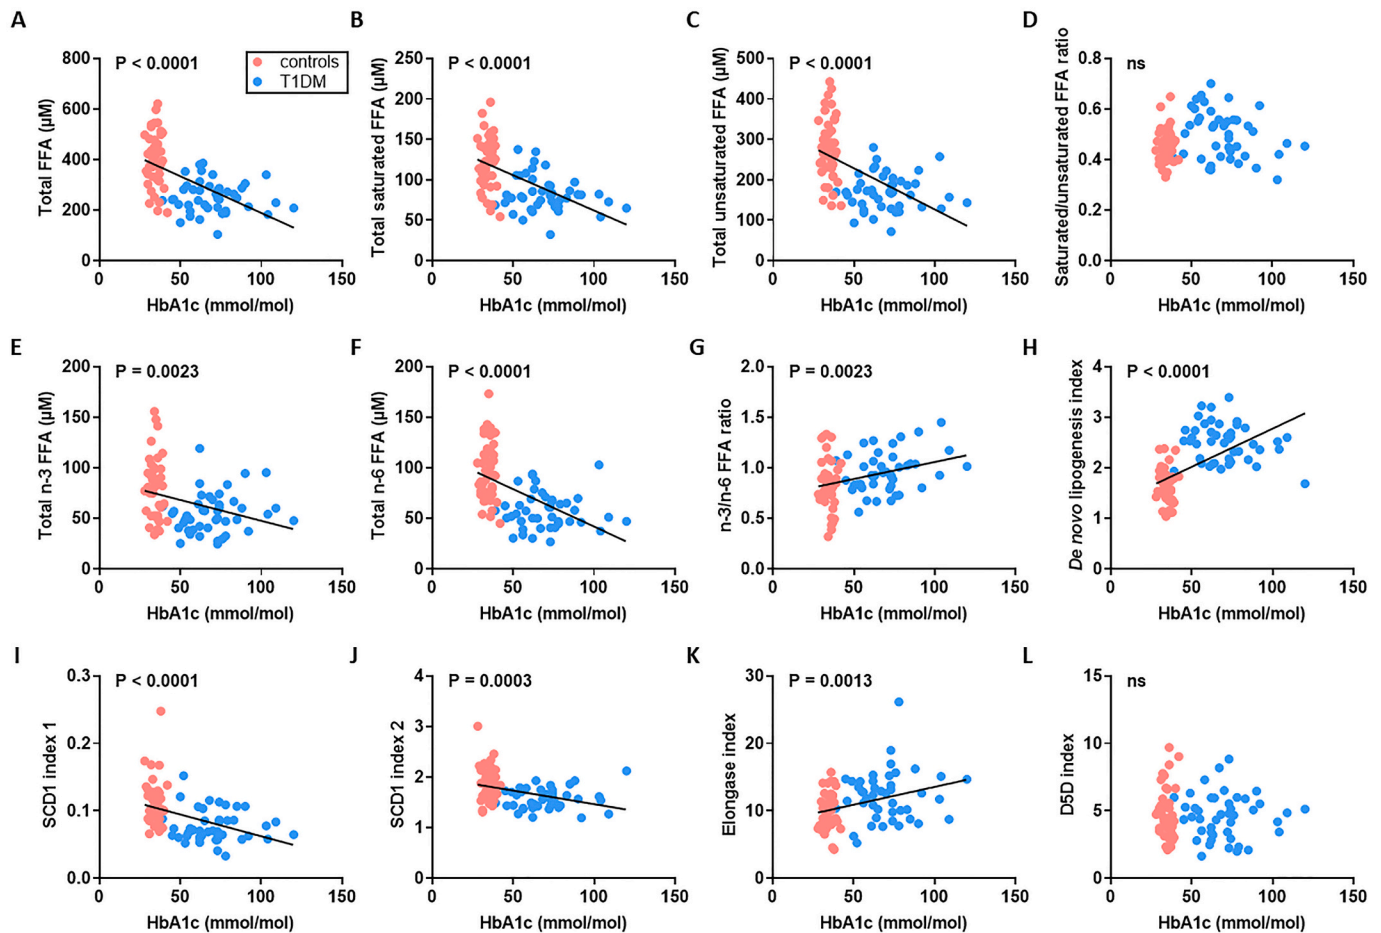 A
Total FFA (µM)
800
600
400
200
0
P < 0.0001
controls
T1DM
0 50 100 150
HbA1c (mmol/mol)
B
Total saturated FFA (µM)
250
200
150
100
50
0
P < 0.0001
0 50 100 150
HbA1c (mmol/mol)
C
Total unsaturated FFA (µM)
500
400
300
200
100
0
P < 0.0001
0 50 100 150
HbA1c (mmol/mol)
D
Saturated/unsaturated FFA ratio
0.8
0.6
0.4
0.2
0.0
ns
0 50 100 150
HbA1c (mmol/mol)
E
Total n-3 FFA (µM)
200
150
100
50
0
P = 0.0023
0 50 100 150
HbA1c (mmol/mol)
F
Total n-6 FFA (µM)
200
150
100
50
0
P < 0.0001
0 50 100 150
HbA1c (mmol/mol)
G
n-3/n-6 FFA ratio
2.0
1.5
1.0
0.5
0.0
P = 0.0023
0 50 100 150
HbA1c (mmol/mol)
H
De novo lipogenesis index
4
3
2
1
0
P < 0.0001
0 50 100 150
HbA1c (mmol/mol)
I
SCD1 index 1
0.3
0.2
0.1
0.0
P < 0.0001
0 50 100 150
HbA1c (mmol/mol)
J
SCD1 index 2
4
3
2
1
0
P = 0.0003
0 50 100 150
HbA1c (mmol/mol)
K
Elongase index
30
20
10
0
P = 0.0013
0 50 100 150
HbA1c (mmol/mol)
L
D5D index
15
10
5
0
ns
0 50 100 150
HbA1c (mmol/mol)